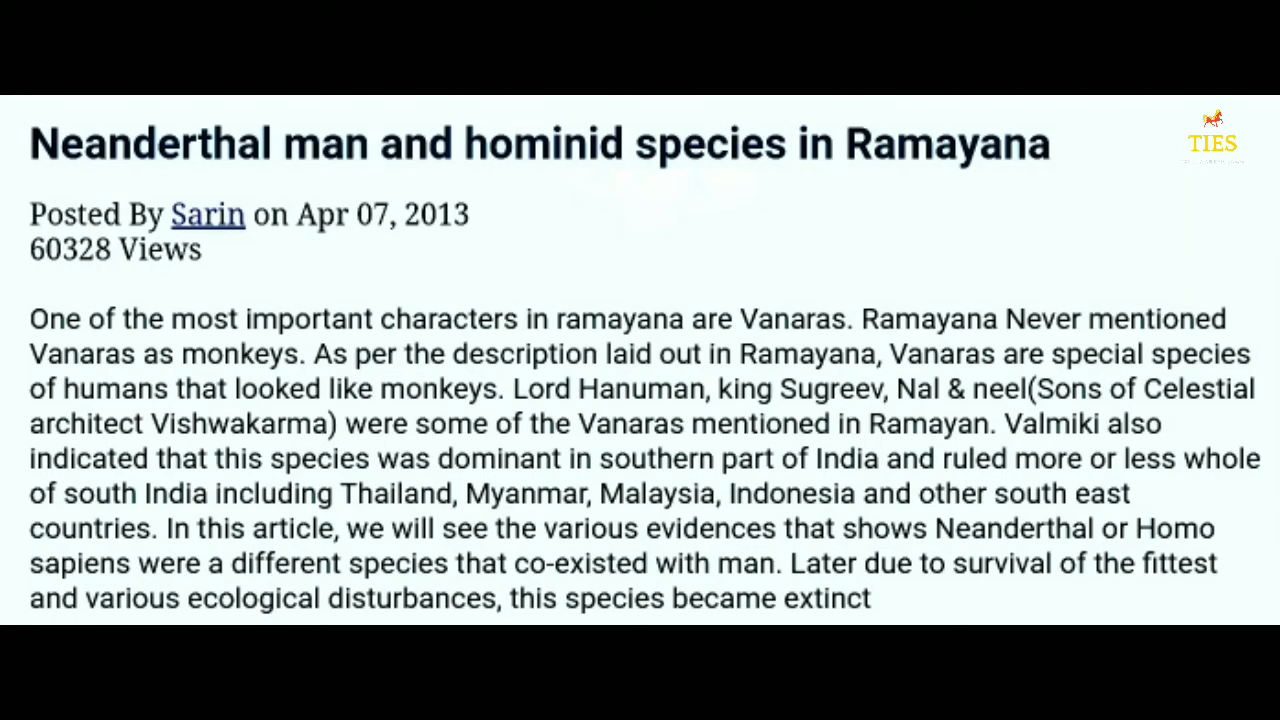 Neanderthal man and hominid species in Ramayana
TIES
Posted By Sarin on Apr 07, 2013
60328 Views
One of the most important characters in ramayana are Vanaras. Ramayana Never mentioned
Vanaras as monkeys. As per the description laid out in Ramayana, Vanaras are special species
of humans that looked like monkeys. Lord Hanuman, king Sugreev, Nal & neel(Sons of Celestial
architect Vishwakarma) were some of the Vanaras mentioned in Ramayan. Valmiki also
indicated that this species was dominant in southern part of India and ruled more or less whole
of south India including Thailand, Myanmar, Malaysia, Indonesia and other south east
countries. In this article, we will see the various evidences that shows Neanderthal or Homo
sapiens were a different species that co-existed with man. Later due to survival of the fittest
and various ecological disturbances, this species became extinct